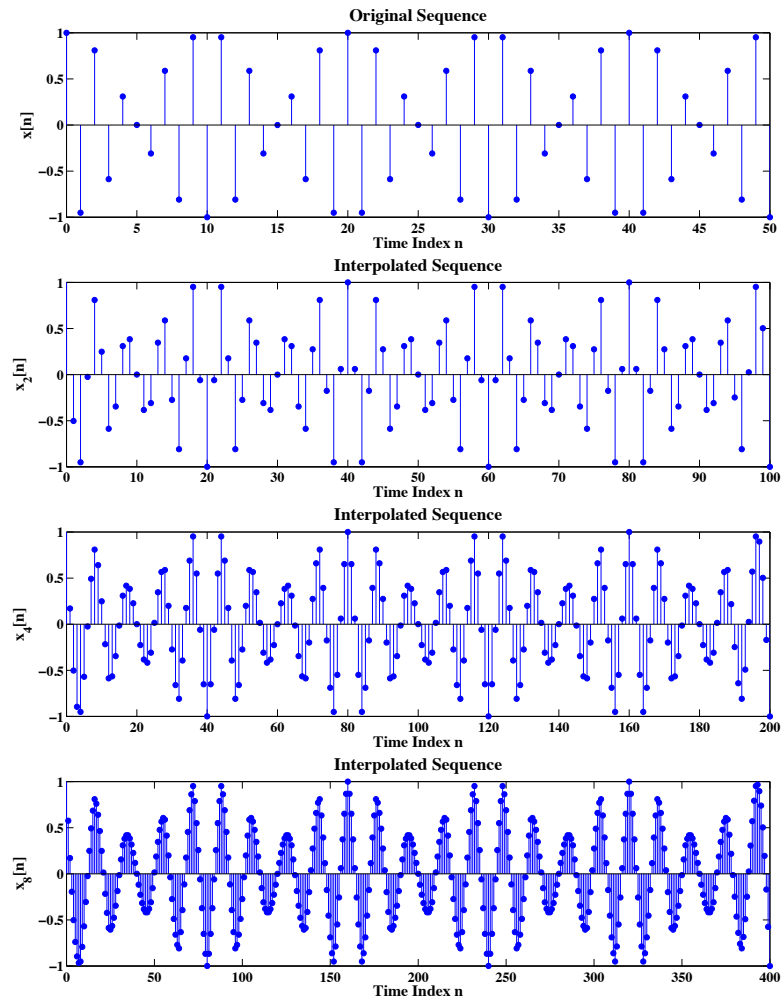 Original Sequence
1
0.5
0
−0.5
−1
x[n]
0 5 10 15 20 25 30 35 40 45 50
Time Index n
Interpolated Sequence
1
0.5
0
−0.5
−1
x2[n]
0 10 20 30 40 50 60 70 80 90 100
Time Index n
Interpolated Sequence
1
0.5
0
−0.5
−1
x4[n]
0 20 40 60 80 100 120 140 160 180 200
Time Index n
Interpolated Sequence
1
0.5
0
−0.5
−1
x8[n]
0 50 100 150 200 250 300 350 400
Time Index n